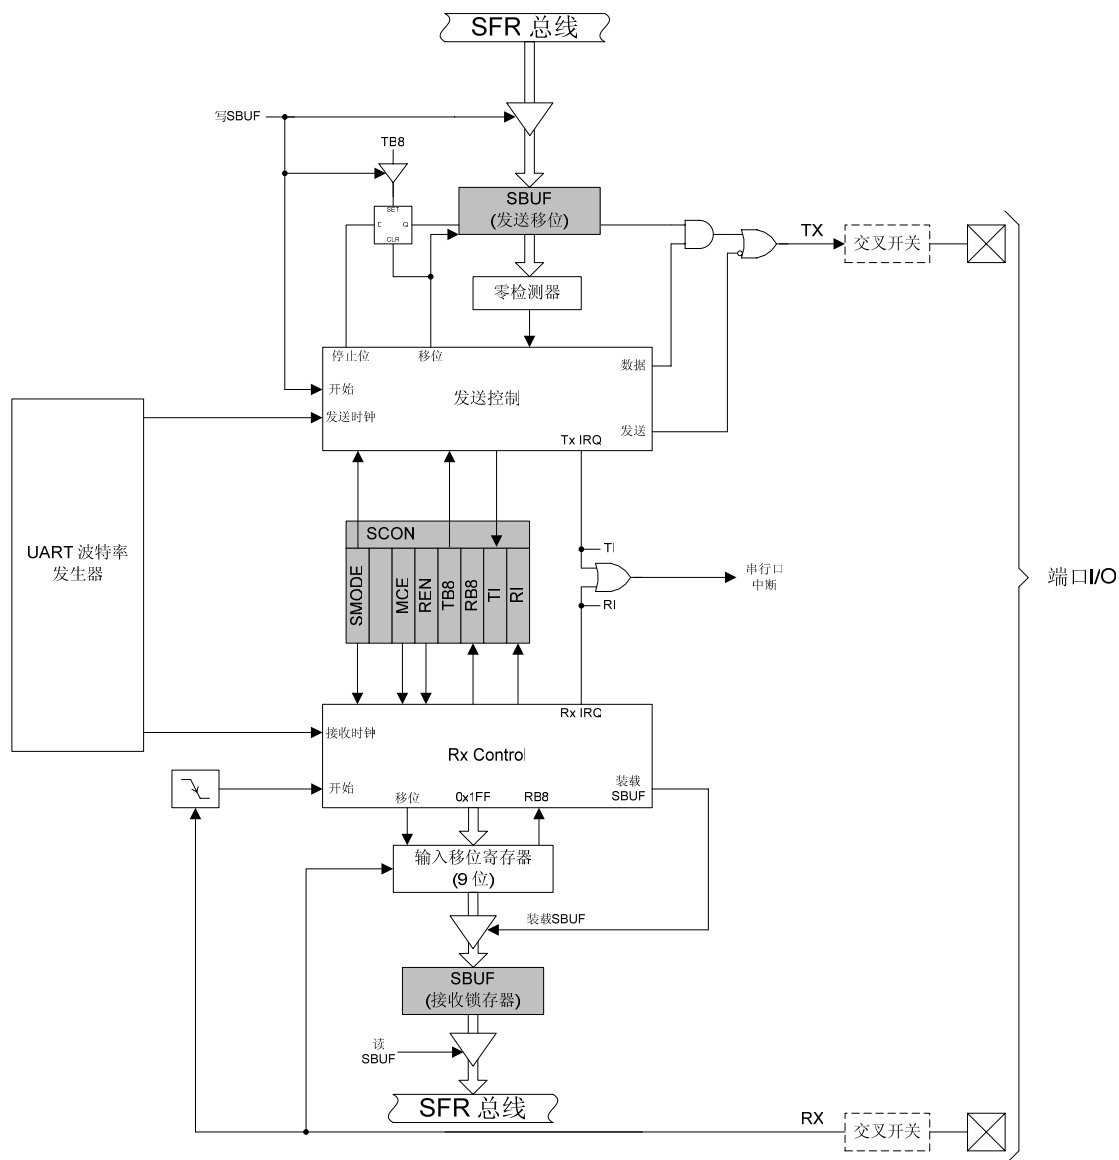 SFR 总线
写SBUF
TB8
SET
D
Q
CLR
SBUF
(发送移位)
TX
交叉开关
零检测器
停止位
移位
数据
开始
发送控制
发送时钟
发送
Tx IRQ
UART 波特率
发生器
SCON
SMODE
MCE
REN
TB8
RB8
TI
RI
TI
串行口
中断
RI
端口I/O
Rx IRQ
接收时钟
Rx Control
开始
装载
SBUF
移位
0x1FF
RB8
输入移位寄存器
(9 位)
装载SBUF
SBUF
(接收锁存器)
读
SBUF
SFR 总线
RX
交叉开关